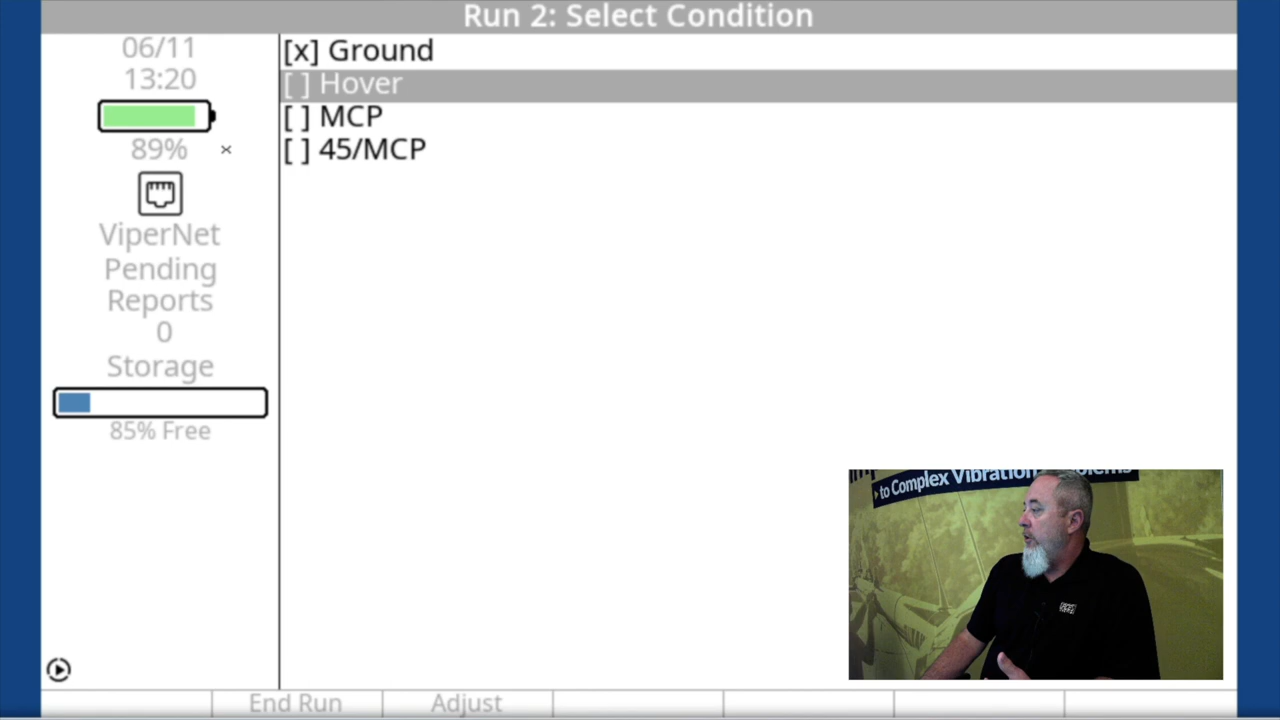 Run 2: Select Condition
06/11
13:20
89%
ViperNet
Pending
Reports
0
Storage
85% Free
[x] Ground
[ ] Hover
[ ] MCP
[ ] 45/MCP
to Complex Vibration
End Run
Adjust